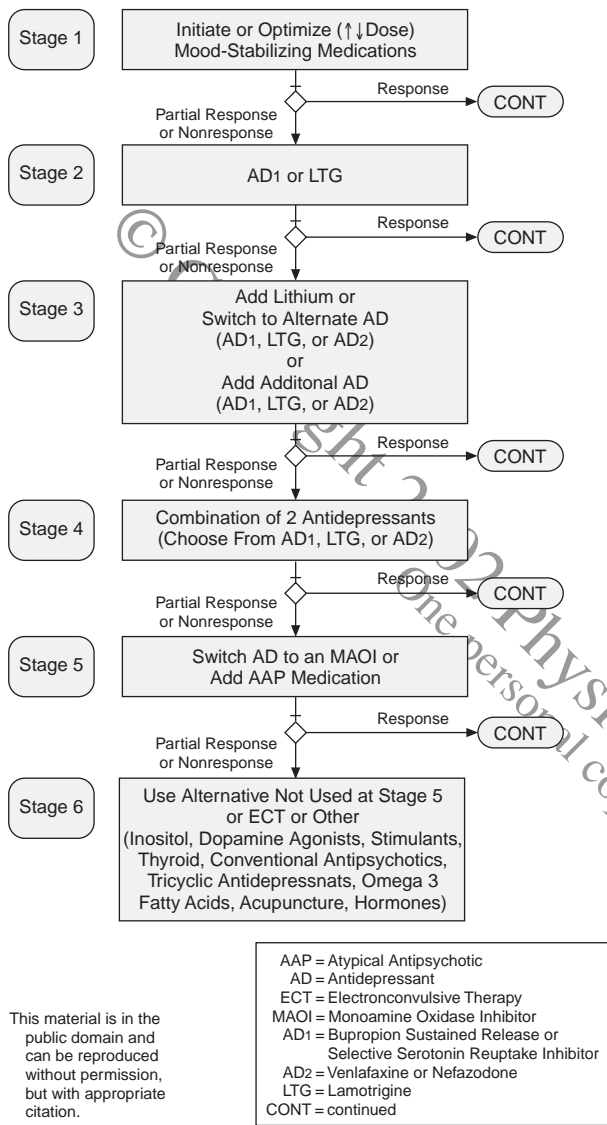 Stage 1
Initiate or Optimize (↑↓Dose)
Mood-Stabilizing Medications
Response
CONT
Partial Response
or Nonresponse
Stage 2
AD1 or LTG
Response
CONT
Partial Response
or Nonresponse
Stage 3
Add Lithium or
Switch to Alternate AD
(AD1, LTG, or AD2)
or
Add Additonal AD
(AD1, LTG, or AD2)
Response
CONT
Partial Response
or Nonresponse
Stage 4
Combination of 2 Antidepressants
(Choose From AD1, LTG, or AD2)
Response
CONT
Partial Response
or Nonresponse
Stage 5
Switch AD to an MAOI or
Add AAP Medication
Response
CONT
Partial Response
or Nonresponse
Stage 6
Use Alternative Not Used at Stage 5
or ECT or Other
(Inositol, Dopamine Agonists, Stimulants,
Thyroid, Conventional Antipsychotics,
Tricyclic Antidepressnats, Omega 3
Fatty Acids, Acupuncture, Hormones)
This material is in the
public domain and
can be reproduced
without permission,
but with appropriate
citation.
AAP = Atypical Antipsychotic
AD = Antidepressant
ECT = Electronconvulsive Therapy
MAOI = Monoamine Oxidase Inhibitor
AD1 = Bupropion Sustained Release or
Selective Serotonin Reuptake Inhibitor
AD2 = Venlafaxine or Nefazodone
LTG = Lamotrigine
CONT = continued
©
One personal